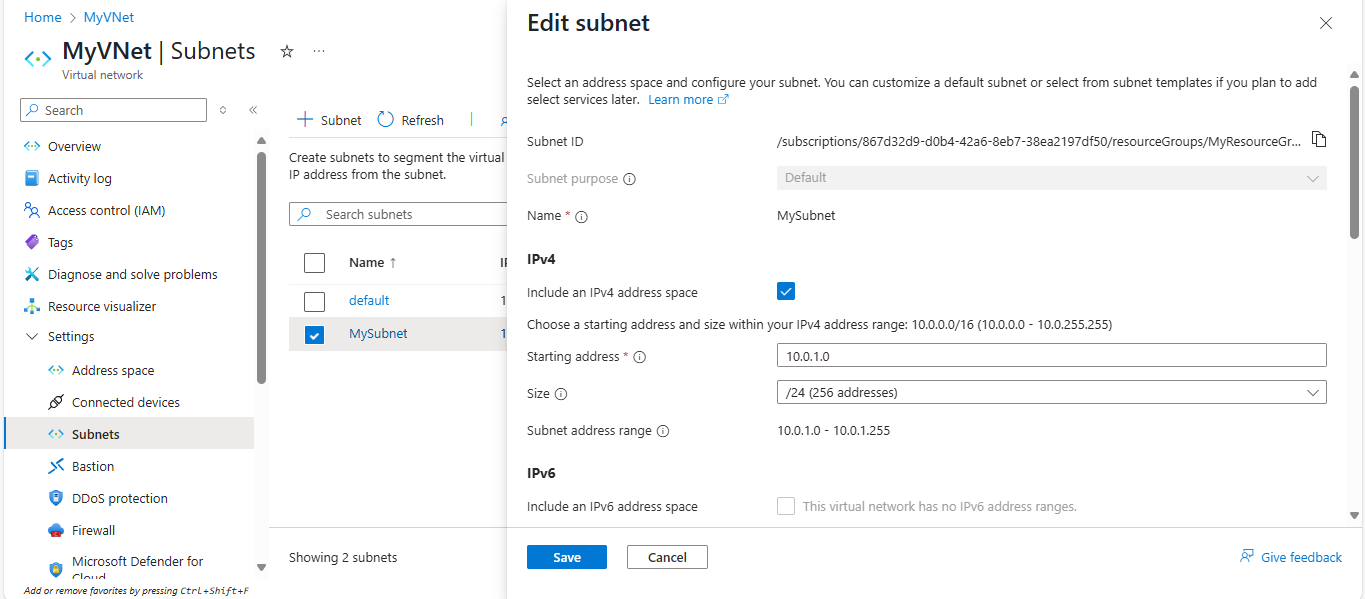 Home > MyVNet
MyVNet | Subnets
Virtual network
Search
Overview
Activity log
Access control (IAM)
Tags
Diagnose and solve problems
Resource visualizer
Settings
Address space
Connected devices
Subnets
Bastion
DDoS protection
Firewall
Microsoft Defender for
Cloud
Add or remove favorites by pressing Ctrl+Shift+F
Subnet
Refresh
Create subnets to segment the virtual
IP address from the subnet.
Search subnets
Name ↑
default
MySubnet
Showing 2 subnets
Edit subnet
Select an address space and configure your subnet. You can customize a default subnet or select from subnet templates if you plan to add
select services later. Learn more
Subnet ID
/subscriptions/867d32d9-d0b4-42a6-8eb7-38ea2197df50/resourceGroups/MyResourceGr...
Subnet purpose
Default
Name *
MySubnet
IPv4
Include an IPv4 address space
Choose a starting address and size within your IPv4 address range: 10.0.0.0/16 (10.0.0.0 - 10.0.255.255)
Starting address *
10.0.1.0
Size
/24 (256 addresses)
Subnet address range
10.0.1.0 - 10.0.1.255
IPv6
Include an IPv6 address space
This virtual network has no IPv6 address ranges.
Save
Cancel
Give feedback